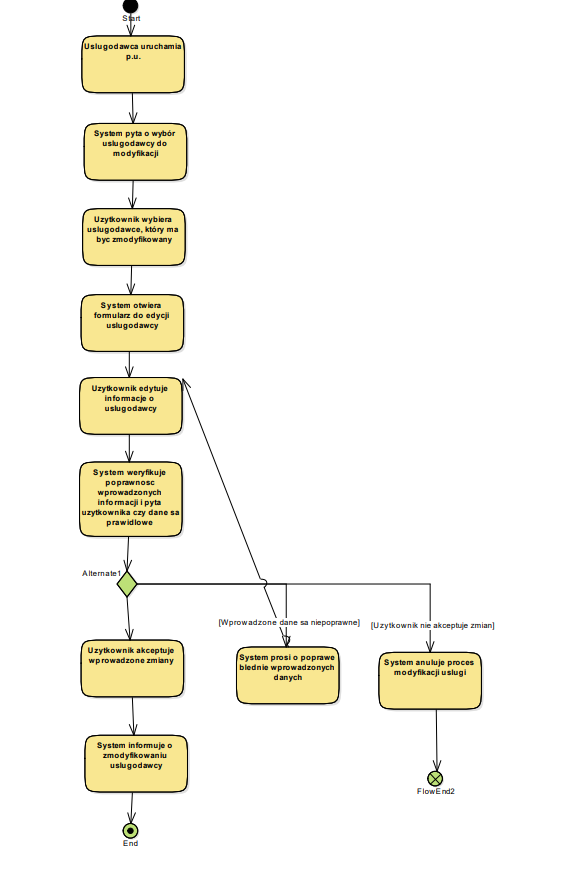 Start
Uslugodawca uruchamia
p.u.
System pyta o wybór
uslugodawcy do
modyfikacji
Uzytkownik wybiera
uslugodawce, który ma
byc zmodyfikowany
System otwiera
formularz do edycji
uslugodawcy
Uzytkownik edytuje
informacje o
uslugodawcy
System weryfikuje
poprawnosc
wprowadzonych
informacji i pyta
uzytkownika czy dane sa
prawidlowe
Alternate1
[Wprowadzone dane sa niepoprawne]
[Uzytkownik nie akceptuje zmian]
Uzytkownik akceptuje
wprowadzone zmiany
System prosi o poprawe
blednie wprowadzonych
danych
System anuluje proces
modyfikacji uslugi
System informuje o
zmodyfikowaniu
uslugodawcy
FlowEnd2
End